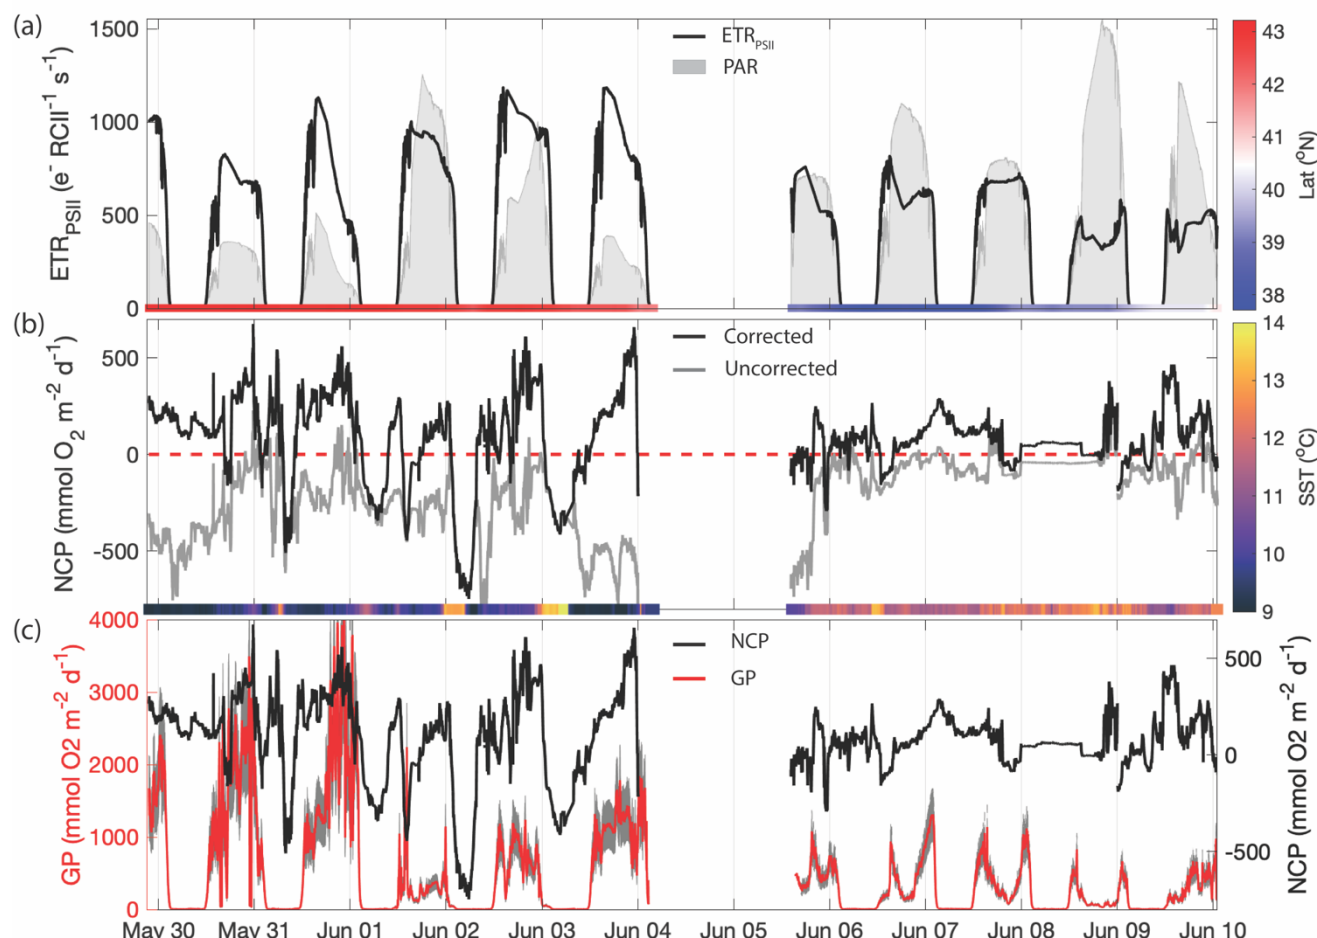 (a)
1500
1000
500
0
ETR_PSII (e⁻ RCII⁻¹ s⁻¹)
ETR_PSII
PAR
43
42
41
40
39
38
Lat (°N)
(b)
500
0
-500
NCP (mmol O₂ m⁻² d⁻¹)
Corrected
Uncorrected
14
13
12
11
10
9
SST (°C)
(c)
4000
3000
2000
1000
0
GP (mmol O2 m⁻² d⁻¹)
NCP
GP
500
0
-500
NCP (mmol O2 m⁻² d⁻¹)
May 30 May 31 Jun 01 Jun 02 Jun 03 Jun 04 Jun 05 Jun 06 Jun 07 Jun 08 Jun 09 Jun 10